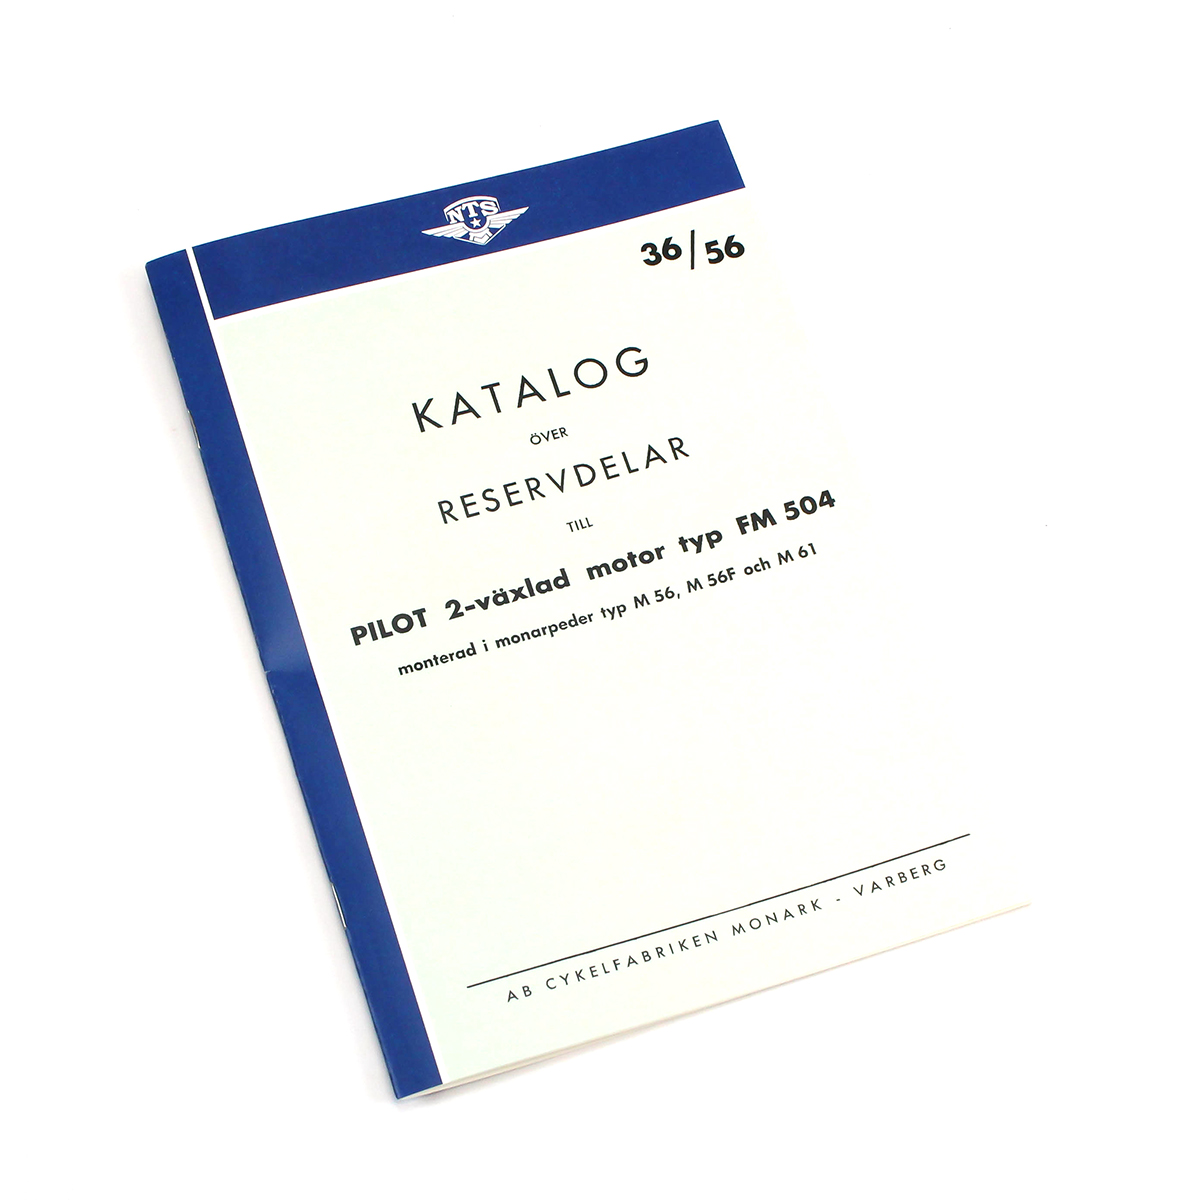 NTS
36/56
KATALOG
ÖVER
RESERVDELAR
TILL
PILOT 2-växlad motor typ FM 504
monterad i monarpeder typ M 56, M 56F och M 61
AB CYKELFABRIKEN MONARK - VARBERG